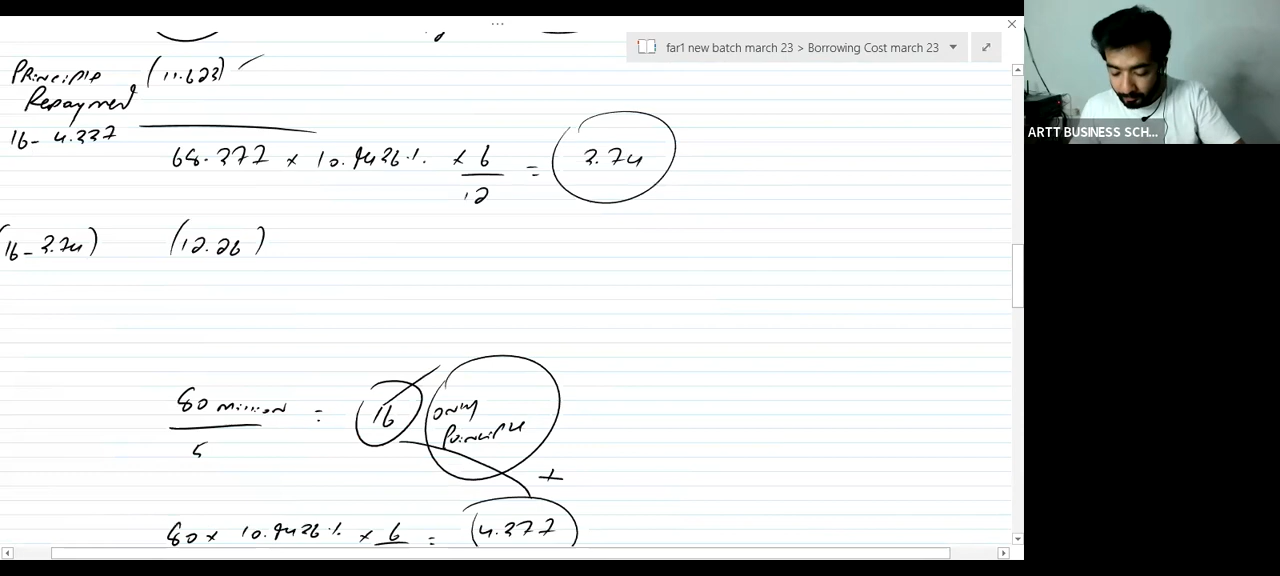 far1 new batch march 23 > Borrowing Cost march 23
ARTT BUSINESS SCH...
Principle (11.623)
Repayment
16 - 4.377
68.377 x 10.9426% x 6/12 = 3.74
(16 - 3.74) (12.26)
80 million / 5 = 16 only Principle
+
80 x 10.9426% x 6 = 4.377